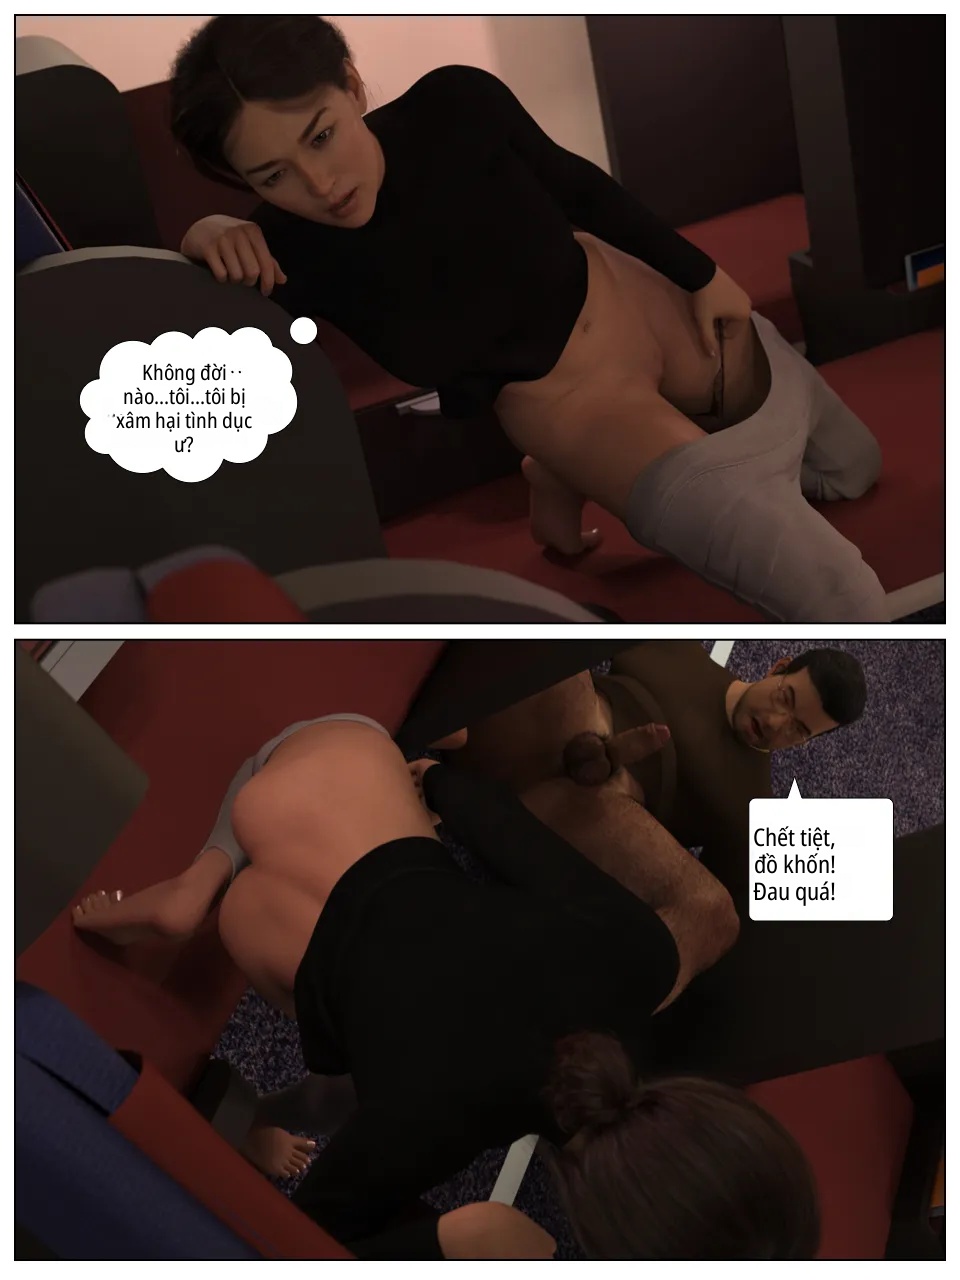 Không đời ··
nào...tôi...tôi bị
xâm hại tình dục
ư?
Chết tiệt,
đồ khốn!
Đau quá!